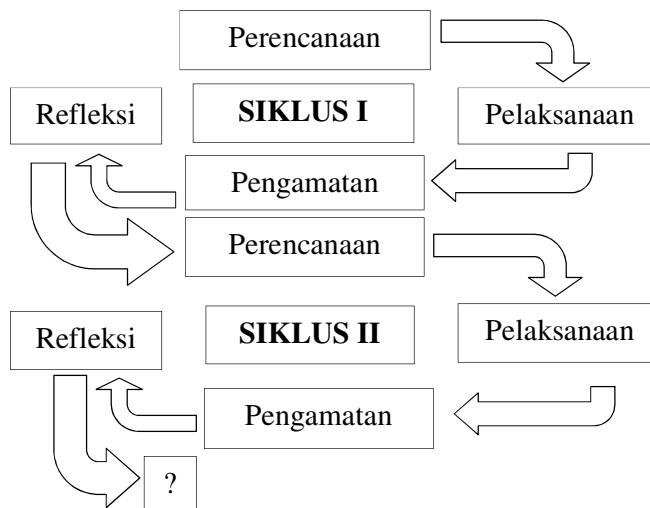 Perencanaan
Refleksi
SIKLUS I
Pelaksanaan
Pengamatan
Perencanaan
Refleksi
SIKLUS II
Pelaksanaan
Pengamatan
?